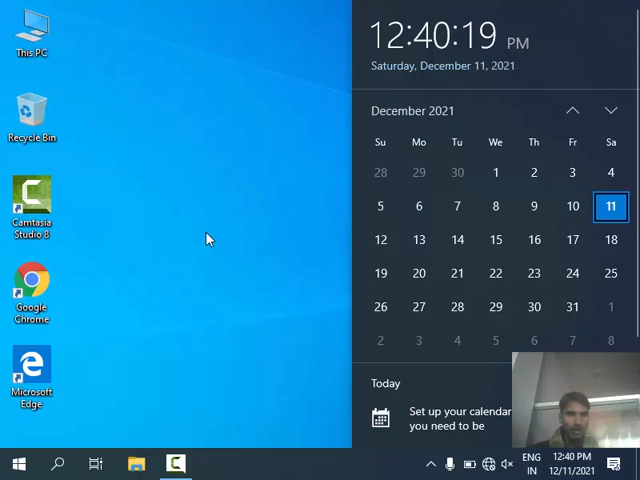 This PC
Recycle Bin
Camtasia
Studio 8
Google
Chrome
Microsoft
Edge
12:40:19 PM
Saturday, December 11, 2021
December 2021
Su Mo Tu We Th Fr Sa
28 29 30 1 2 3 4
5 6 7 8 9 10 11
12 13 14 15 16 17 18
19 20 21 22 23 24 25
26 27 28 29 30 31 1
2 3 4 5 6 7 8
Today
Set up your calendar
you need to be
ENG
IN
12:40 PM
12/11/2021